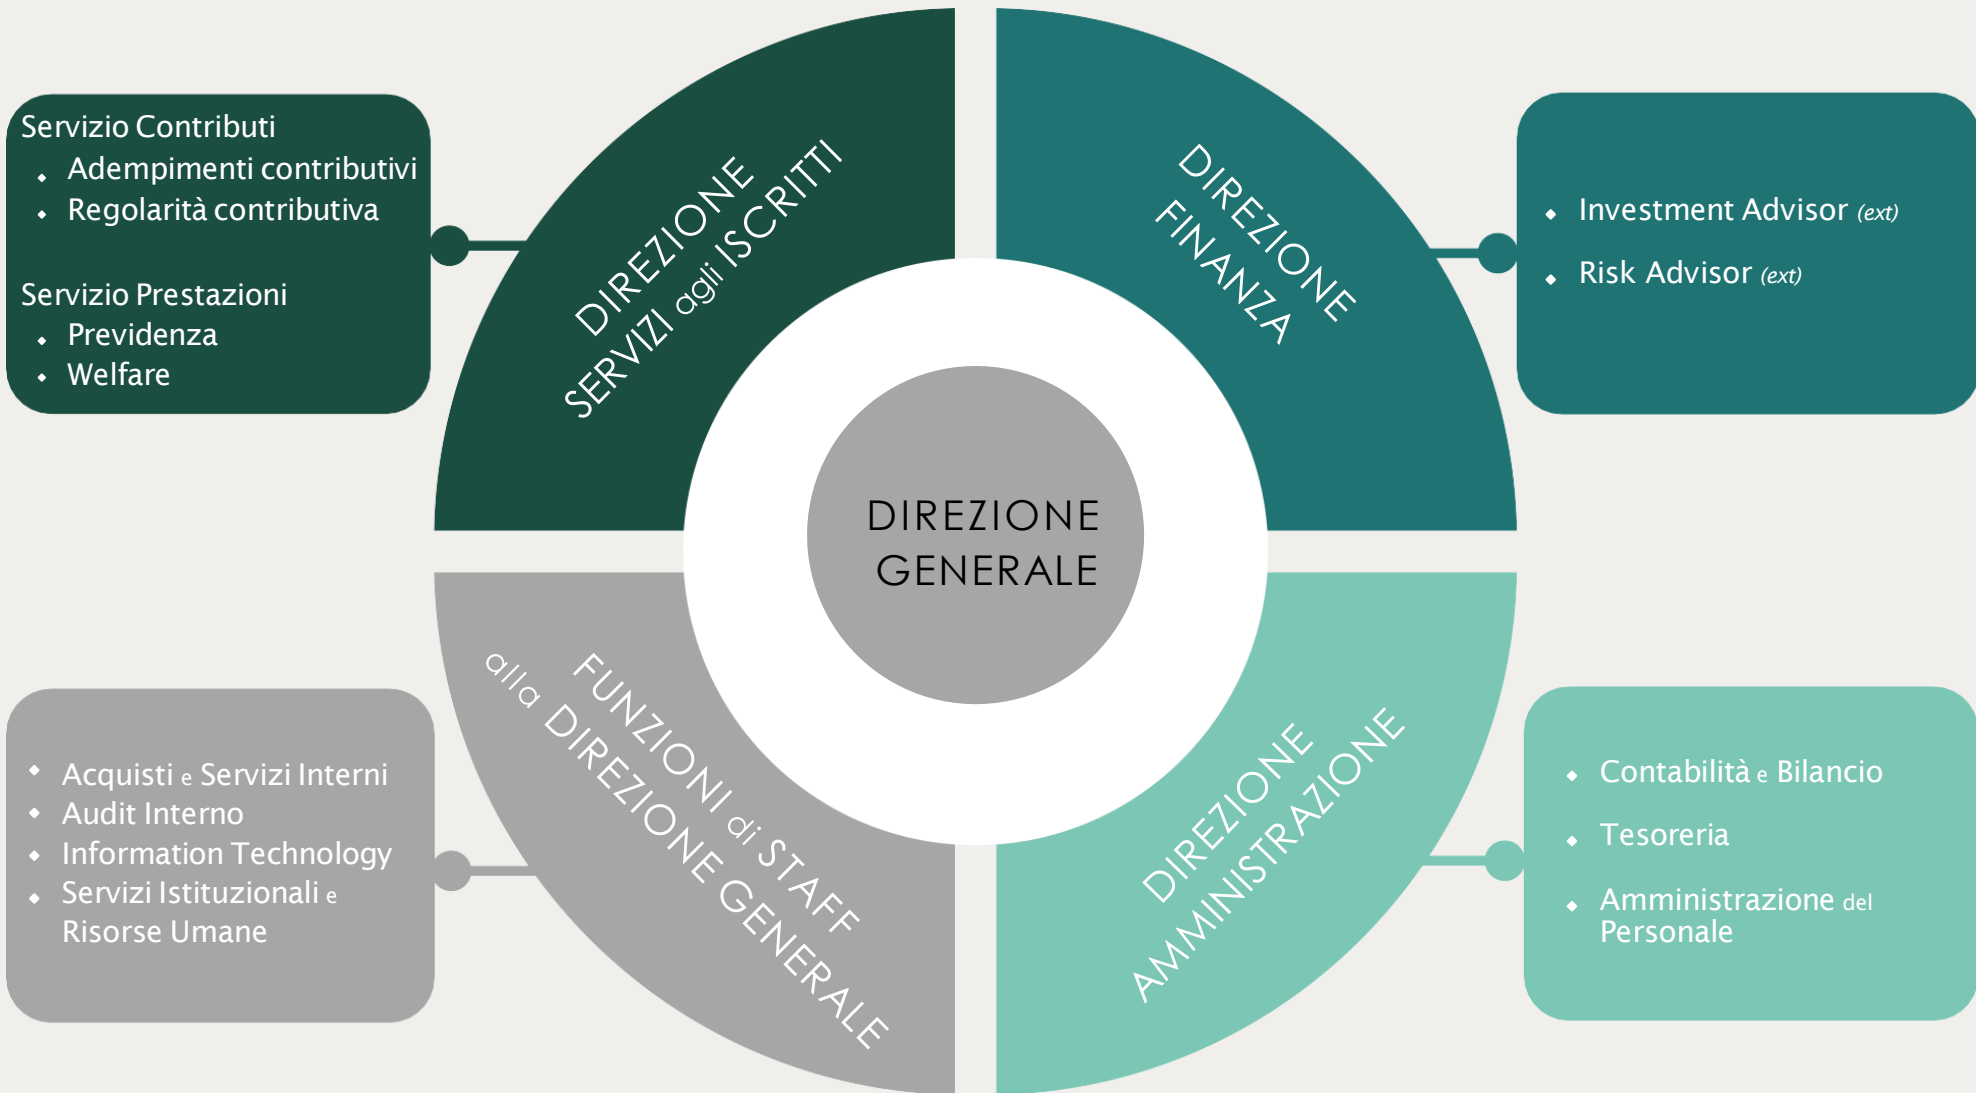 Servizio Contributi
Adempimenti contributivi
Regolarità contributiva
Servizio Prestazioni
Previdenza
Welfare
DIREZIONE
SERVIZI agli ISCRITTI
DIREZIONE
FINANZA
Investment Advisor (ext)
Risk Advisor (ext)
DIREZIONE
GENERALE
Acquisti e Servizi Interni
Audit Interno
Information Technology
Servizi Istituzionali e
Risorse Umane
FUNZIONI di STAFF
alla DIREZIONE GENERALE
DIREZIONE
AMMINISTRAZIONE
Contabilità e Bilancio
Tesoreria
Amministrazione del
Personale